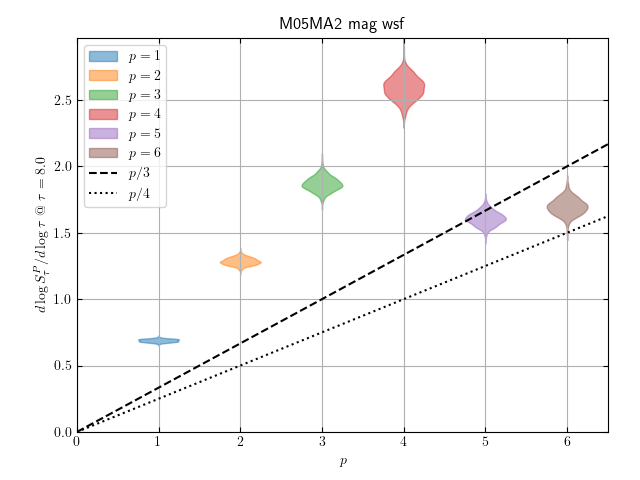 M05MA2 mag wsf
p = 1
p = 2
p = 3
p = 4
p = 5
p = 6
p/3
p/4
d log S_τ^P / d log τ @ τ = 8.0
2.5
2.0
1.5
1.0
0.5
0.0
0 1 2 3 4 5 6
p